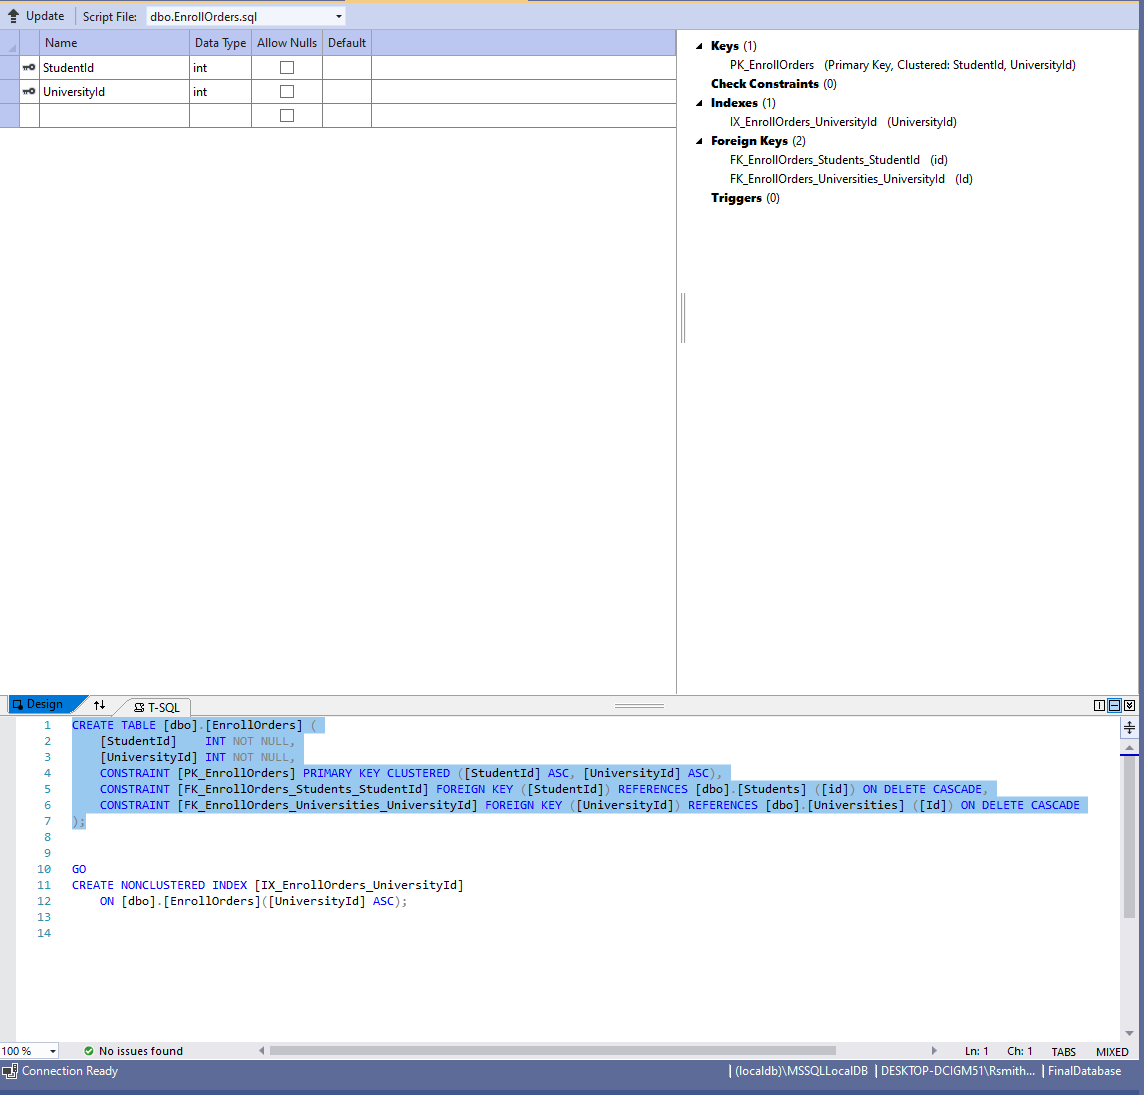 Update Script File: dbo.EnrollOrders.sql
Name Data Type Allow Nulls Default
StudentId int
UniversityId int
Keys (1)
PK_EnrollOrders (Primary Key, Clustered: StudentId, UniversityId)
Check Constraints (0)
Indexes (1)
IX_EnrollOrders_UniversityId (UniversityId)
Foreign Keys (2)
FK_EnrollOrders_Students_StudentId (id)
FK_EnrollOrders_Universities_UniversityId (Id)
Triggers (0)
Design T-SQL
1 CREATE TABLE [dbo].[EnrollOrders] (
2 [StudentId] INT NOT NULL,
3 [UniversityId] INT NOT NULL,
4 CONSTRAINT [PK_EnrollOrders] PRIMARY KEY CLUSTERED ([StudentId] ASC, [UniversityId] ASC),
5 CONSTRAINT [FK_EnrollOrders_Students_StudentId] FOREIGN KEY ([StudentId]) REFERENCES [dbo].[Students] ([id]) ON DELETE CASCADE,
6 CONSTRAINT [FK_EnrollOrders_Universities_UniversityId] FOREIGN KEY ([UniversityId]) REFERENCES [dbo].[Universities] ([Id]) ON DELETE CASCADE
7 );
8
9
10 GO
11 CREATE NONCLUSTERED INDEX [IX_EnrollOrders_UniversityId]
12 ON [dbo].[EnrollOrders]([UniversityId] ASC);
13
14
100 % No issues found Ln: 1 Ch: 1 TABS MIXED
Connection Ready | (localdb)\MSSQLLocalDB | DESKTOP-DCIGM51\Rsmith... | FinalDatabase